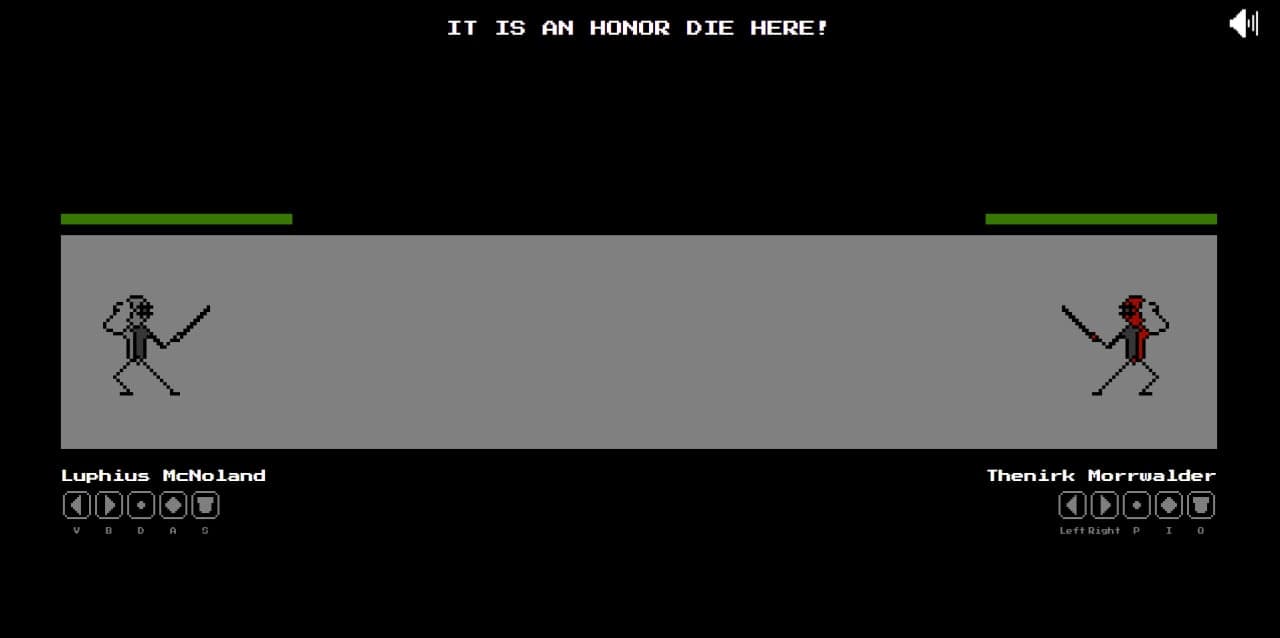 IT IS AN HONOR DIE HERE!
Luphius McNoland Thenirk Morrwalder
V B D A S Left Right P I O